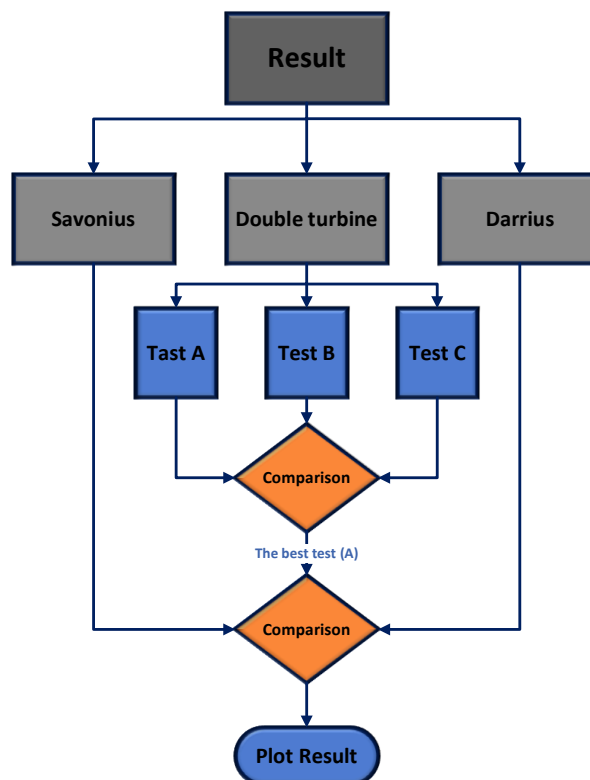 Result
Savonius
Double turbine
Darrius
Tast A
Test B
Test C
Comparison
The best test (A)
Comparison
Plot Result